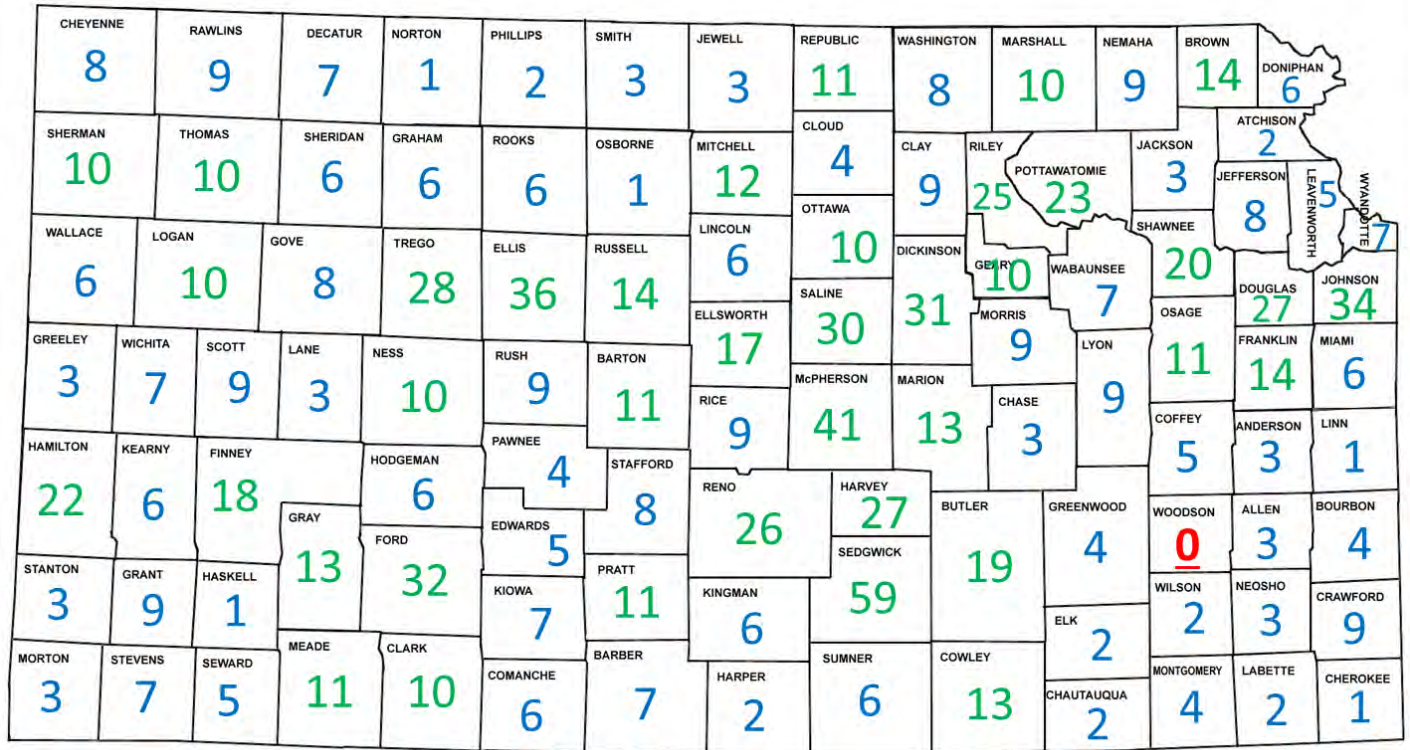 CHEYENNE
8
RAWLINS
9
DECATUR
7
NORTON
1
PHILLIPS
2
SMITH
3
JEWELL
3
REPUBLIC
11
WASHINGTON
8
MARSHALL
10
NEMAHA
9
BROWN
14
DONIPHAN
6
SHERMAN
10
THOMAS
10
SHERIDAN
6
GRAHAM
6
ROOKS
6
OSBORNE
1
MITCHELL
12
CLOUD
4
CLAY
9
RILEY
25
POTTAWATOMIE
23
JACKSON
3
ATCHISON
2
JEFFERSON
8
LEAVENWORTH
5
WYANDOTTE
7
WALLACE
6
LOGAN
10
GOVE
8
TREGO
28
ELLIS
36
RUSSELL
14
LINCOLN
6
OTTAWA
10
DICKINSON
31
GEARY
10
WABAUNSEE
7
SHAWNEE
20
DOUGLAS
27
JOHNSON
34
ELLSWORTH
17
SALINE
30
MORRIS
9
LYON
9
OSAGE
11
FRANKLIN
14
MIAMI
6
GREELEY
3
WICHITA
7
SCOTT
9
LANE
3
NESS
10
RUSH
9
BARTON
11
RICE
9
McPHERSON
41
MARION
13
CHASE
3
COFFEY
5
ANDERSON
3
LINN
1
HAMILTON
22
KEARNY
6
FINNEY
18
HODGEMAN
6
PAWNEE
4
STAFFORD
8
RENO
26
HARVEY
27
BUTLER
19
GREENWOOD
4
WOODSON
0
ALLEN
3
BOURBON
4
GRAY
13
FORD
32
EDWARDS
5
SEDGWICK
59
STANTON
3
GRANT
9
HASKELL
1
KIOWA
7
PRATT
11
KINGMAN
6
ELK
2
WILSON
2
NEOSHO
3
CRAWFORD
9
MORTON
3
STEVENS
7
SEWARD
5
MEADE
11
CLARK
10
COMANCHE
6
BARBER
7
HARPER
2
SUMNER
6
COWLEY
13
CHAUTAUQUA
2
MONTGOMERY
4
LABETTE
2
CHEROKEE
1